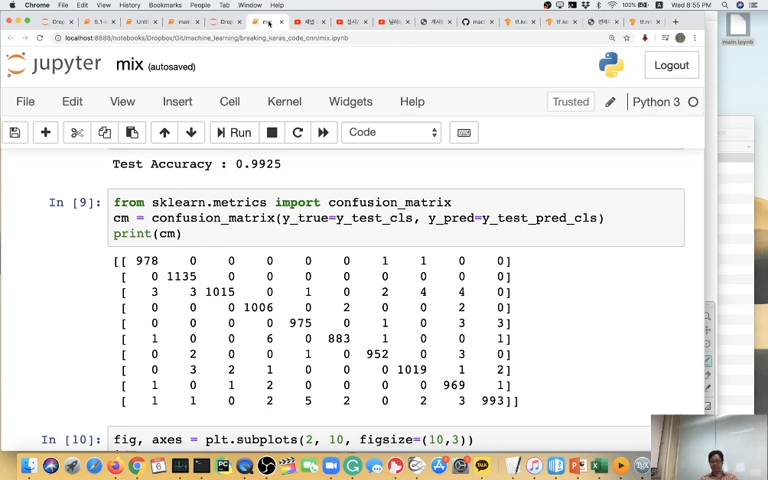 Chrome File Edit View History Bookmarks People Tab Window Help
100% Wed 8:55 PM
Drop 6.1 Untit main Drop mix
localhost:8888/notebooks/Dropbox/Git/machine_learning/breaking_keras_code_cnn/mix.ipynb
main.ipynb
jupyter mix (autosaved) Logout
File Edit View Insert Cell Kernel Widgets Help Trusted Python 3
Run Code
Test Accuracy : 0.9925
In [9]: from sklearn.metrics import confusion_matrix
cm = confusion_matrix(y_true=y_test_cls, y_pred=y_test_pred_cls)
print(cm)
[[ 978 0 0 0 0 0 1 1 0 0]
[ 0 1135 0 0 0 0 0 0 0 0]
[ 3 3 1015 0 1 0 2 4 4 0]
[ 0 0 0 1006 0 2 0 0 2 0]
[ 0 0 0 0 975 0 1 0 3 3]
[ 1 0 0 6 0 883 1 0 0 1]
[ 0 2 0 0 1 0 952 0 3 0]
[ 0 3 2 1 0 0 0 1019 1 2]
[ 1 0 1 2 0 0 0 0 969 1]
[ 1 1 0 2 5 2 0 2 3 993]]
In [10]: fig, axes = plt.subplots(2, 10, figsize=(10,3))